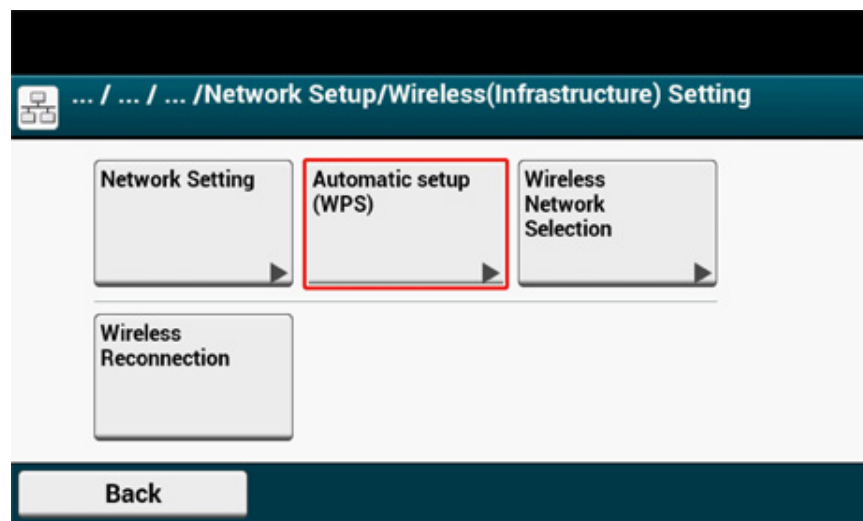 ... / ... / ... /Network Setup/Wireless(Infrastructure) Setting
Network Setting
Automatic setup
(WPS)
Wireless
Network
Selection
Wireless
Reconnection
Back